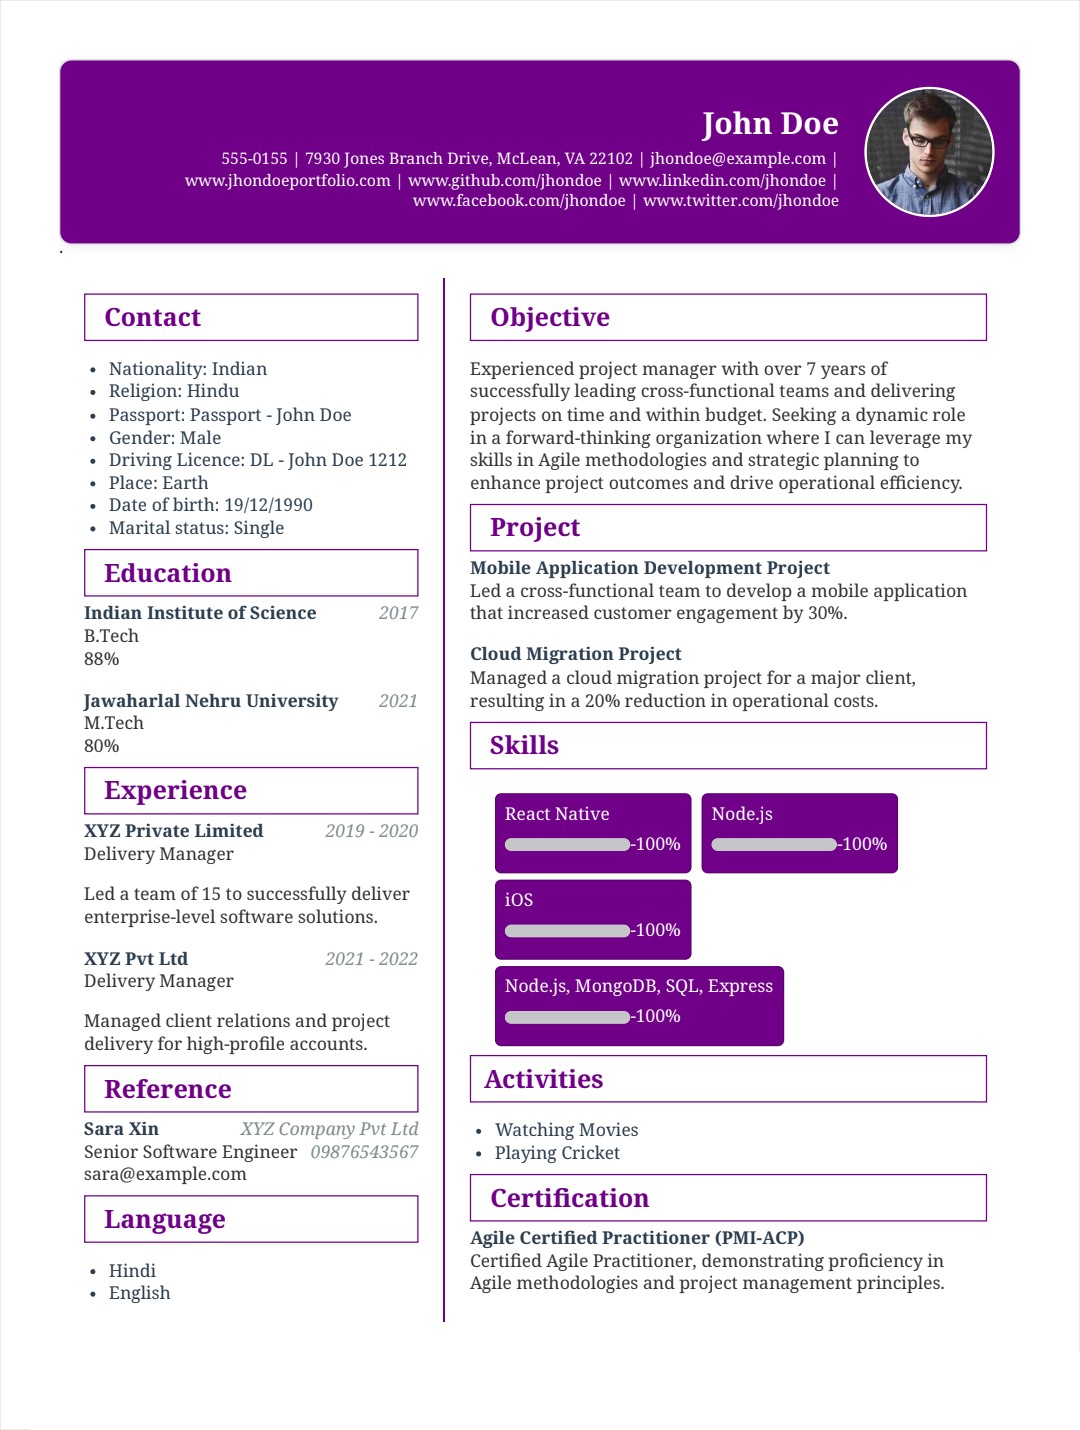 John Doe
555-0155 | 7930 Jones Branch Drive, McLean, VA 22102 | jhondoe@example.com |
www.jhondoeportfolio.com | www.github.com/jhondoe | www.linkedin.com/jhondoe |
www.facebook.com/jhondoe | www.twitter.com/jhondoe
.
Contact
• Nationality: Indian
• Religion: Hindu
• Passport: Passport - John Doe
• Gender: Male
• Driving Licence: DL - John Doe 1212
• Place: Earth
• Date of birth: 19/12/1990
• Marital status: Single
Education
Indian Institute of Science 2017
B.Tech
88%
Jawaharlal Nehru University 2021
M.Tech
80%
Experience
XYZ Private Limited 2019 - 2020
Delivery Manager
Led a team of 15 to successfully deliver
enterprise-level software solutions.
XYZ Pvt Ltd 2021 - 2022
Delivery Manager
Managed client relations and project
delivery for high-profile accounts.
Reference
Sara Xin XYZ Company Pvt Ltd
Senior Software Engineer 09876543567
sara@example.com
Language
• Hindi
• English
Objective
Experienced project manager with over 7 years of
successfully leading cross-functional teams and delivering
projects on time and within budget. Seeking a dynamic role
in a forward-thinking organization where I can leverage my
skills in Agile methodologies and strategic planning to
enhance project outcomes and drive operational efficiency.
Project
Mobile Application Development Project
Led a cross-functional team to develop a mobile application
that increased customer engagement by 30%.
Cloud Migration Project
Managed a cloud migration project for a major client,
resulting in a 20% reduction in operational costs.
Skills
React Native
-100%
Node.js
-100%
iOS
-100%
Node.js, MongoDB, SQL, Express
-100%
Activities
• Watching Movies
• Playing Cricket
Certification
Agile Certified Practitioner (PMI-ACP)
Certified Agile Practitioner, demonstrating proficiency in
Agile methodologies and project management principles.